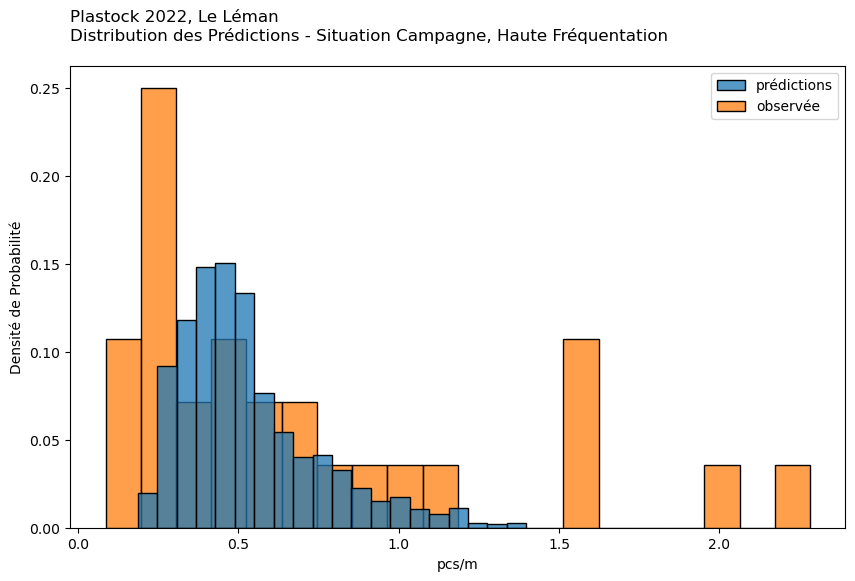 Plastock 2022, Le Léman
Distribution des Prédictions - Situation Campagne, Haute Fréquentation
prédictions
observée
Densité de Probabilité
0.25
0.20
0.15
0.10
0.05
0.00
0.0
0.5
1.0
1.5
2.0
pcs/m